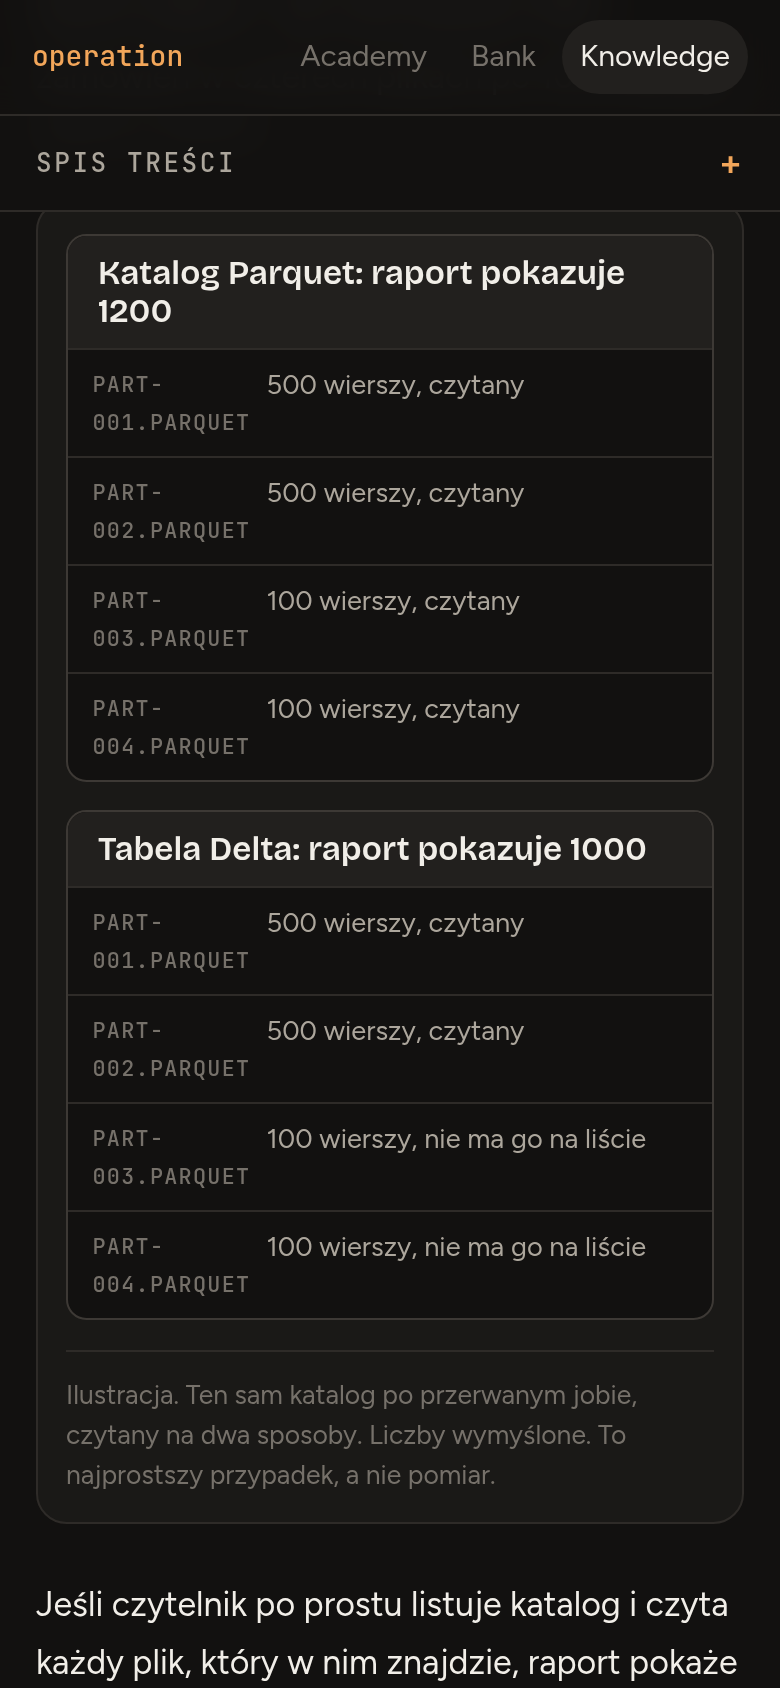 operation
Academy
Bank
Knowledge
SPIS TREŚCI
+
Katalog Parquet: raport pokazuje
1200
PART-
001.PARQUET
500 wierszy, czytany
PART-
002.PARQUET
500 wierszy, czytany
PART-
003.PARQUET
100 wierszy, czytany
PART-
004.PARQUET
100 wierszy, czytany
Tabela Delta: raport pokazuje 1000
PART-
001.PARQUET
500 wierszy, czytany
PART-
002.PARQUET
500 wierszy, czytany
PART-
003.PARQUET
100 wierszy, nie ma go na liście
PART-
004.PARQUET
100 wierszy, nie ma go na liście
Ilustracja. Ten sam katalog po przerwanym jobie,
czytany na dwa sposoby. Liczby wymyślone. To
najprostszy przypadek, a nie pomiar.
Jeśli czytelnik po prostu listuje katalog i czyta
każdy plik, który w nim znajdzie, raport pokaże